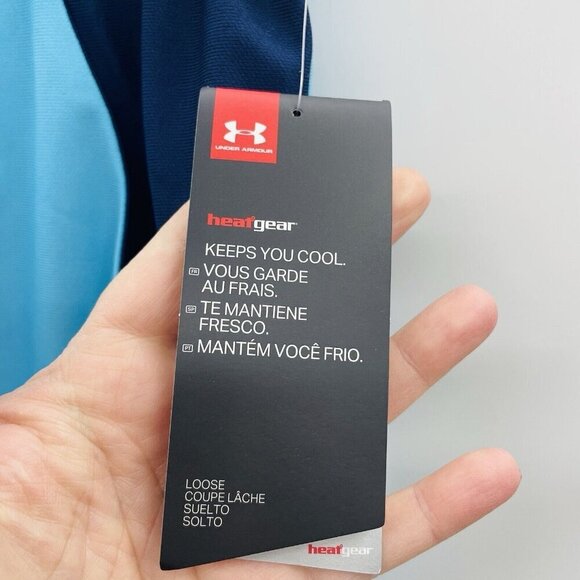 UNDER ARMOUR
heatgear
KEEPS YOU COOL.
FR VOUS GARDE
AU FRAIS.
SP TE MANTIENE
FRESCO.
PT MANTÉM VOCÊ FRIO.
LOOSE
COUPE LÂCHE
SUELTO
SOLTO
heatgear